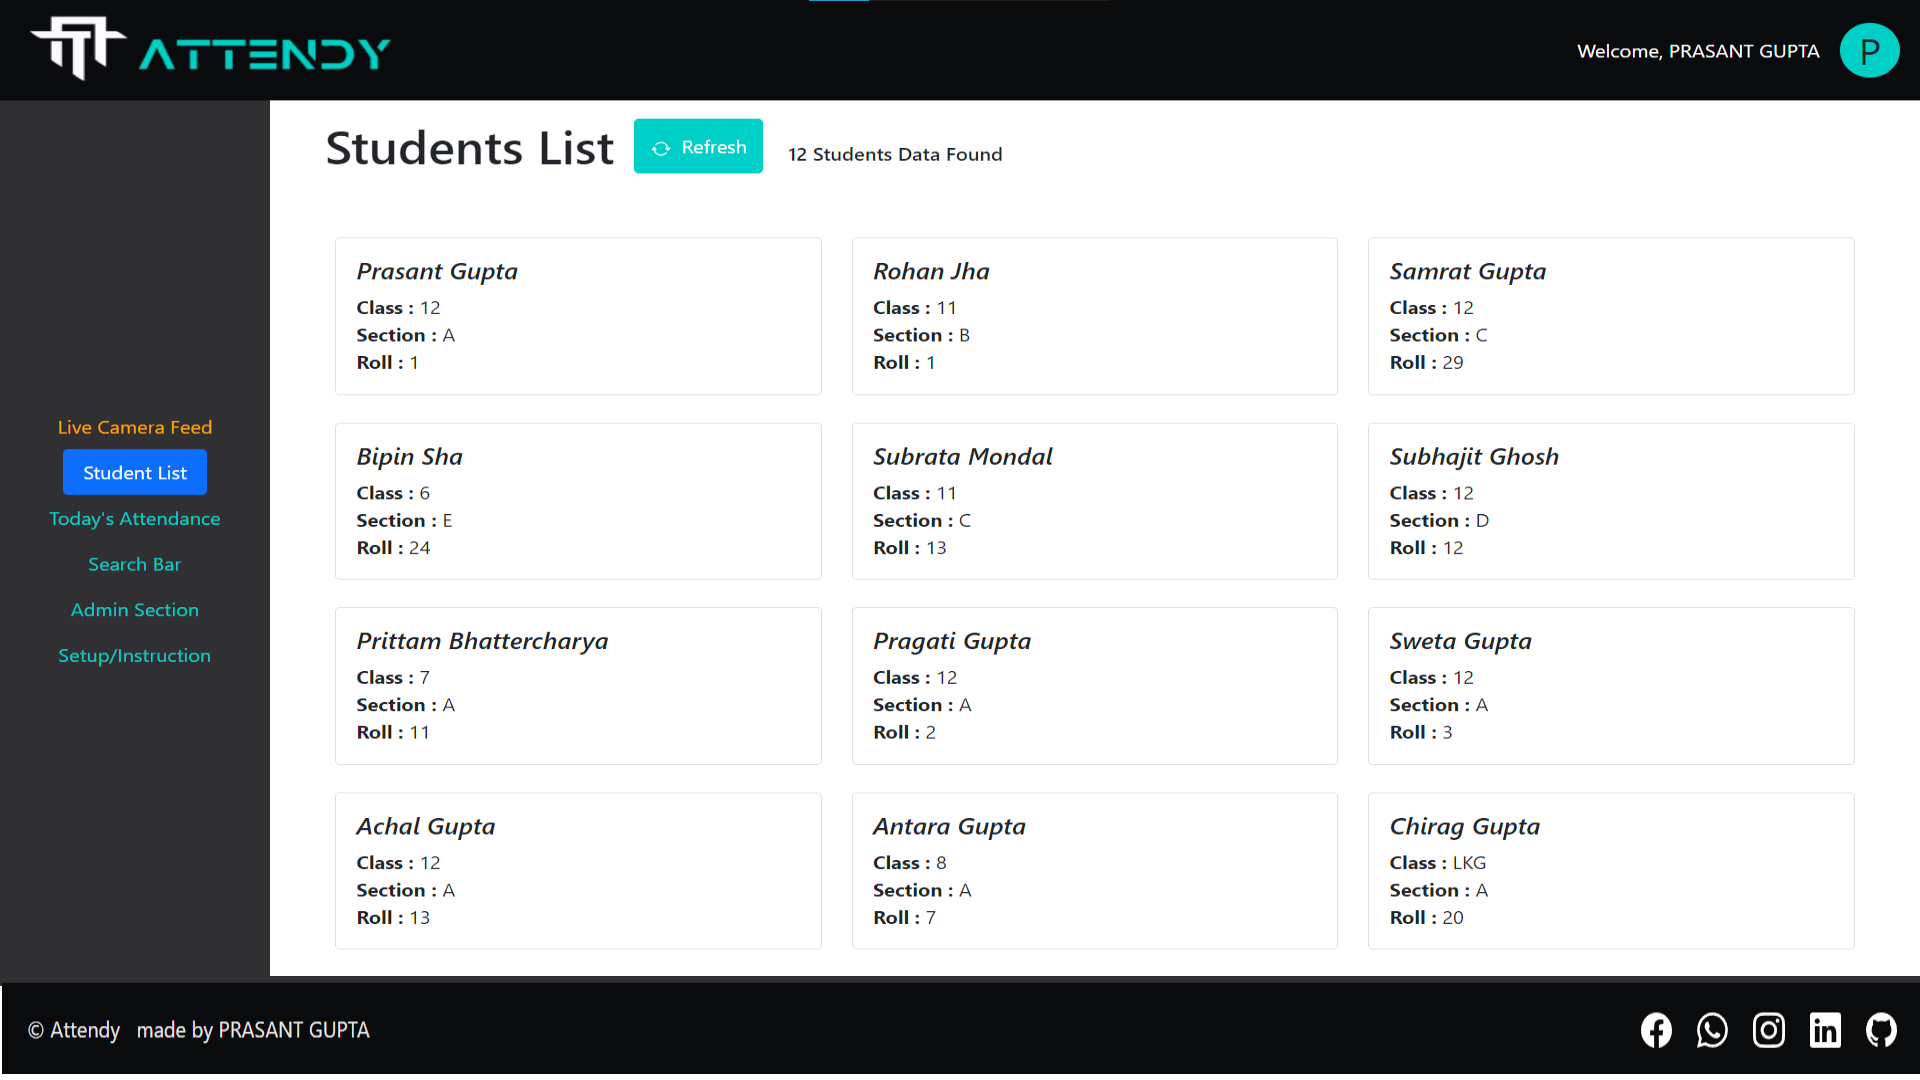 ATTENDY
Welcome, PRASANT GUPTA
P
Students List
Refresh
12 Students Data Found
Live Camera Feed
Student List
Today's Attendance
Search Bar
Admin Section
Setup/Instruction
Prasant Gupta
Class : 12
Section : A
Roll : 1
Rohan Jha
Class : 11
Section : B
Roll : 1
Samrat Gupta
Class : 12
Section : C
Roll : 29
Bipin Sha
Class : 6
Section : E
Roll : 24
Subrata Mondal
Class : 11
Section : C
Roll : 13
Subhajit Ghosh
Class : 12
Section : D
Roll : 12
Prittam Bhattercharya
Class : 7
Section : A
Roll : 11
Pragati Gupta
Class : 12
Section : A
Roll : 2
Sweta Gupta
Class : 12
Section : A
Roll : 3
Achal Gupta
Class : 12
Section : A
Roll : 13
Antara Gupta
Class : 8
Section : A
Roll : 7
Chirag Gupta
Class : LKG
Section : A
Roll : 20
© Attendy made by PRASANT GUPTA